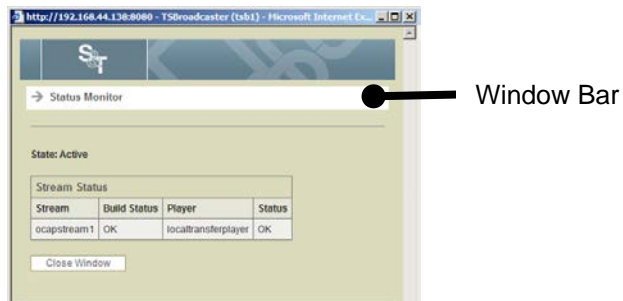 http://192.168.44.138:8080 - TSBroadcaster (tsb1) - Microsoft Internet Ex...
S&T
→ Status Monitor
Window Bar
State: Active
Stream Status
Stream Build Status Player Status
ocapstream1 OK localtransferplayer OK
Close Window